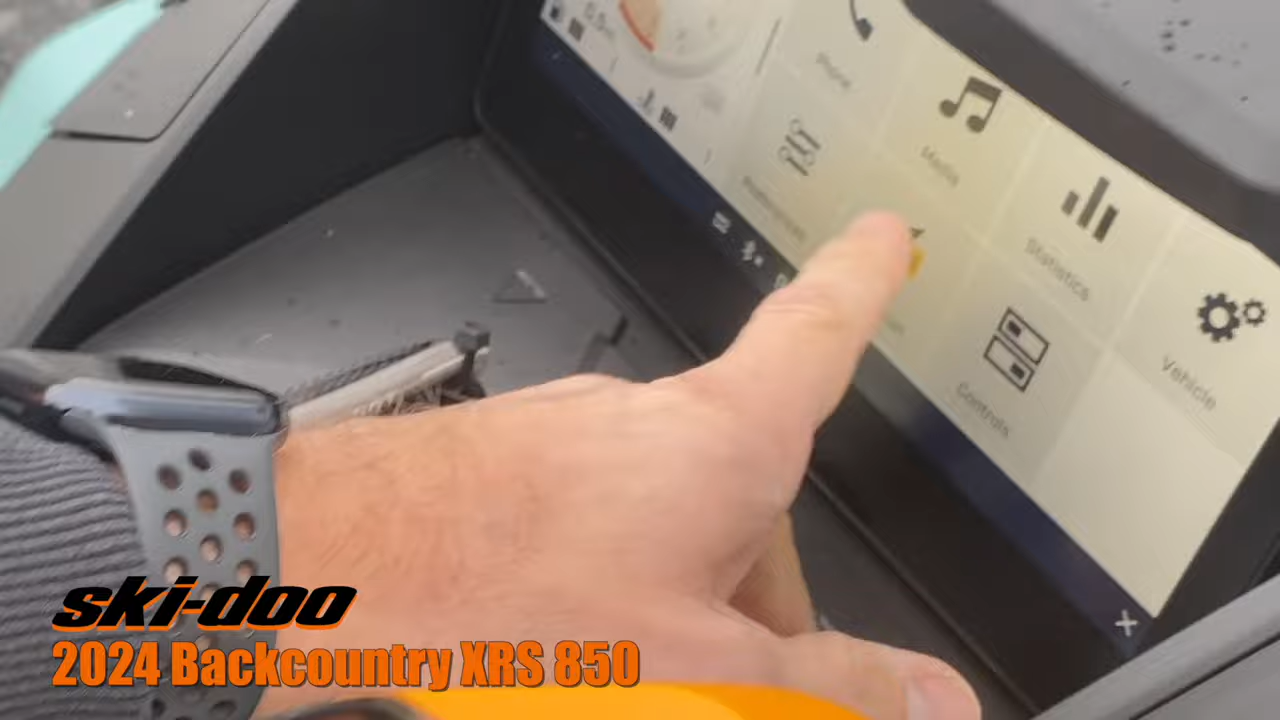 Phone
Media
Statistics
Vehicle
Controls
ski-doo
2024 Backcountry XRS 850